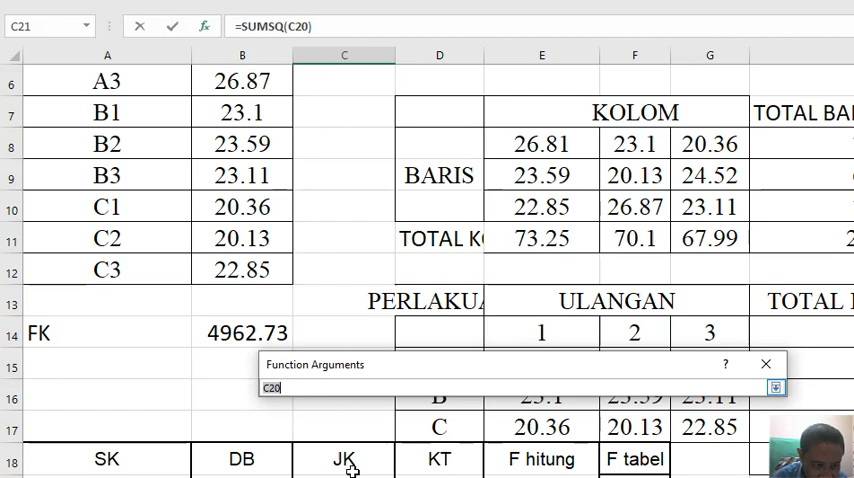 C21 =SUMSQ(C20)
A B C D E F G
6 A3 26.87
7 B1 23.1 KOLOM TOTAL BA
8 B2 23.59 26.81 23.1 20.36
9 B3 23.11 BARIS 23.59 20.13 24.52
10 C1 20.36 22.85 26.87 23.11
11 C2 20.13 TOTAL K 73.25 70.1 67.99 2
12 C3 22.85
13 PERLAKUA ULANGAN TOTAL
14 FK 4962.73 1 2 3
Function Arguments ?
15
C20
16 B 23.1 23.59 23.11
17 C 20.36 20.13 22.85
18 SK DB JK KT F hitung F tabel